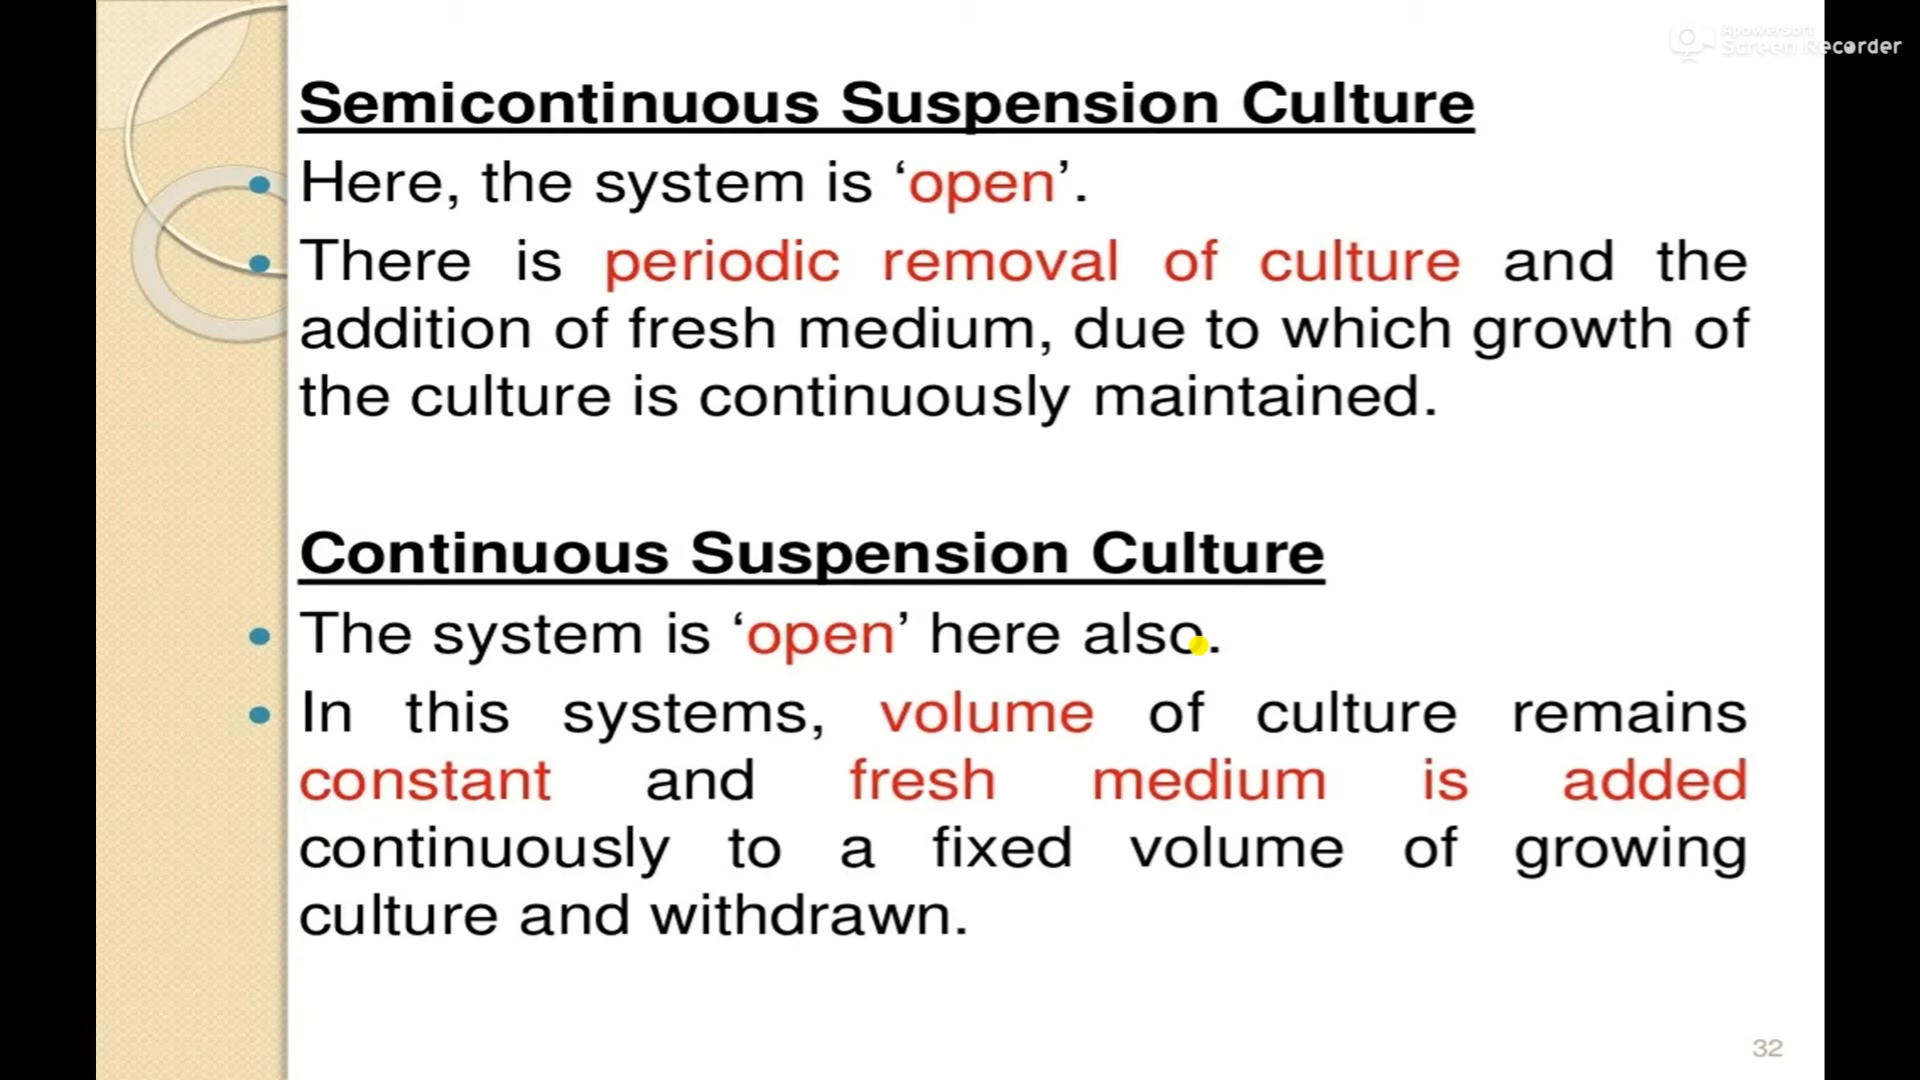 Apowersoft
Screen Recorder
Semicontinuous Suspension Culture
• Here, the system is ‘open’.
• There is periodic removal of culture and the
addition of fresh medium, due to which growth of
the culture is continuously maintained.
Continuous Suspension Culture
• The system is ‘open’ here also.
• In this systems, volume of culture remains
constant and fresh medium is added
continuously to a fixed volume of growing
culture and withdrawn.
32